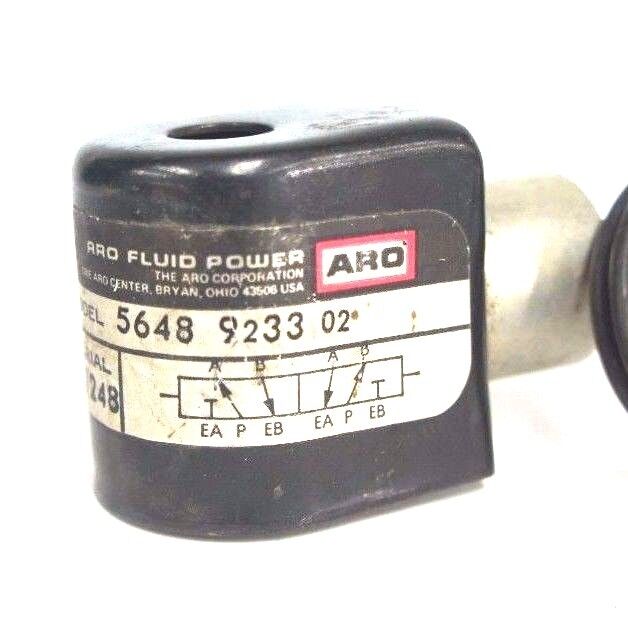 ARO FLUID POWER
ARO
THE ARO CORPORATION
ARO CENTER, BRYAN, OHIO 43506 USA
5648 9233 02
24B
A B A B
EA P EB EA P EB